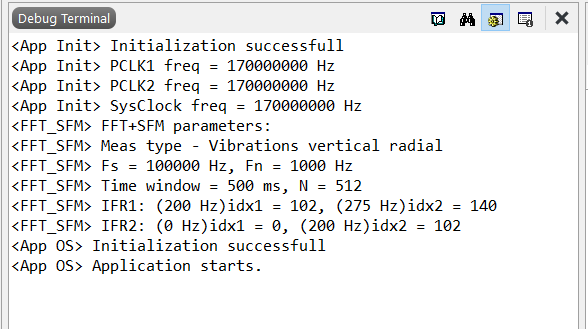 Debug Terminal
<App Init> Initialization successfull
<App Init> PCLK1 freq = 170000000 Hz
<App Init> PCLK2 freq = 170000000 Hz
<App Init> SysClock freq = 170000000 Hz
<FFT_SFM> FFT+SFM parameters:
<FFT_SFM> Meas type - Vibrations vertical radial
<FFT_SFM> Fs = 100000 Hz, Fn = 1000 Hz
<FFT_SFM> Time window = 500 ms, N = 512
<FFT_SFM> IFR1: (200 Hz)idx1 = 102, (275 Hz)idx2 = 140
<FFT_SFM> IFR2: (0 Hz)idx1 = 0, (200 Hz)idx2 = 102
<App OS> Initialization successfull
<App OS> Application starts.